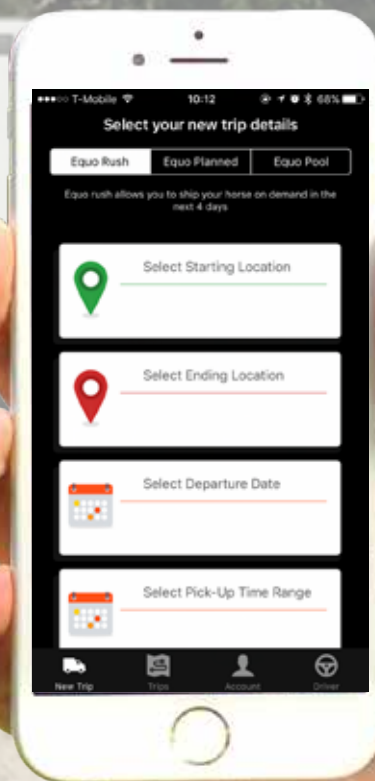 T-Mobile 10:12 68%
Select your new trip details
Equo Rush Equo Planned Equo Pool
Equo rush allows you to ship your horse on demand in the
next 4 days
Select Starting Location
Select Ending Location
Select Departure Date
Select Pick-Up Time Range
New Trip Trips Account Driver